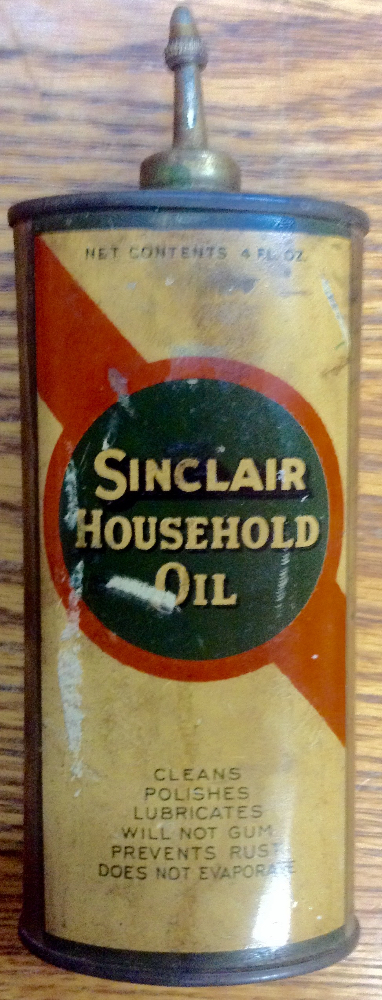 NET CONTENTS 4 FL. OZ.
SINCLAIR
HOUSEHOLD
OIL
CLEANS
POLISHES
LUBRICATES
WILL NOT GUM
PREVENTS RUST
DOES NOT EVAPORATE